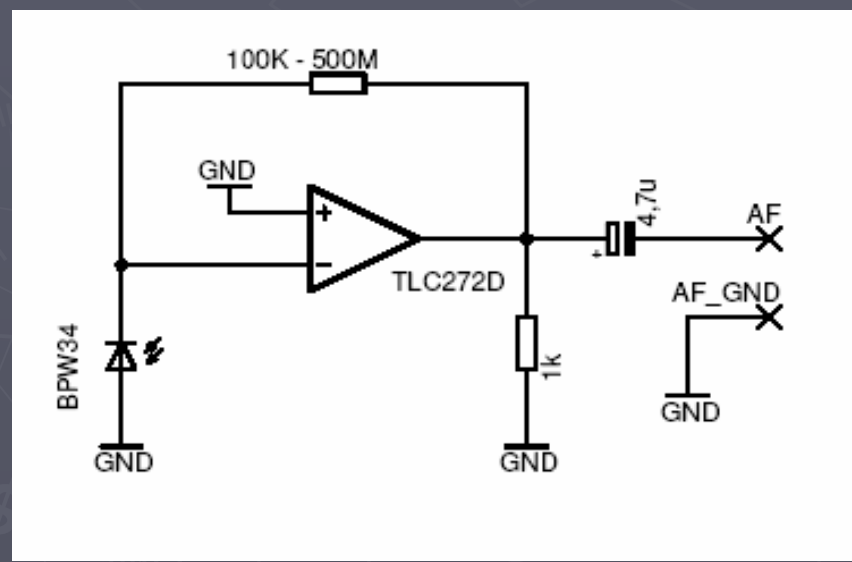 100K - 500M
GND
+
-
TLC272D
4,7u
+
AF
AF_GND
GND
BPW34
GND
1k
GND